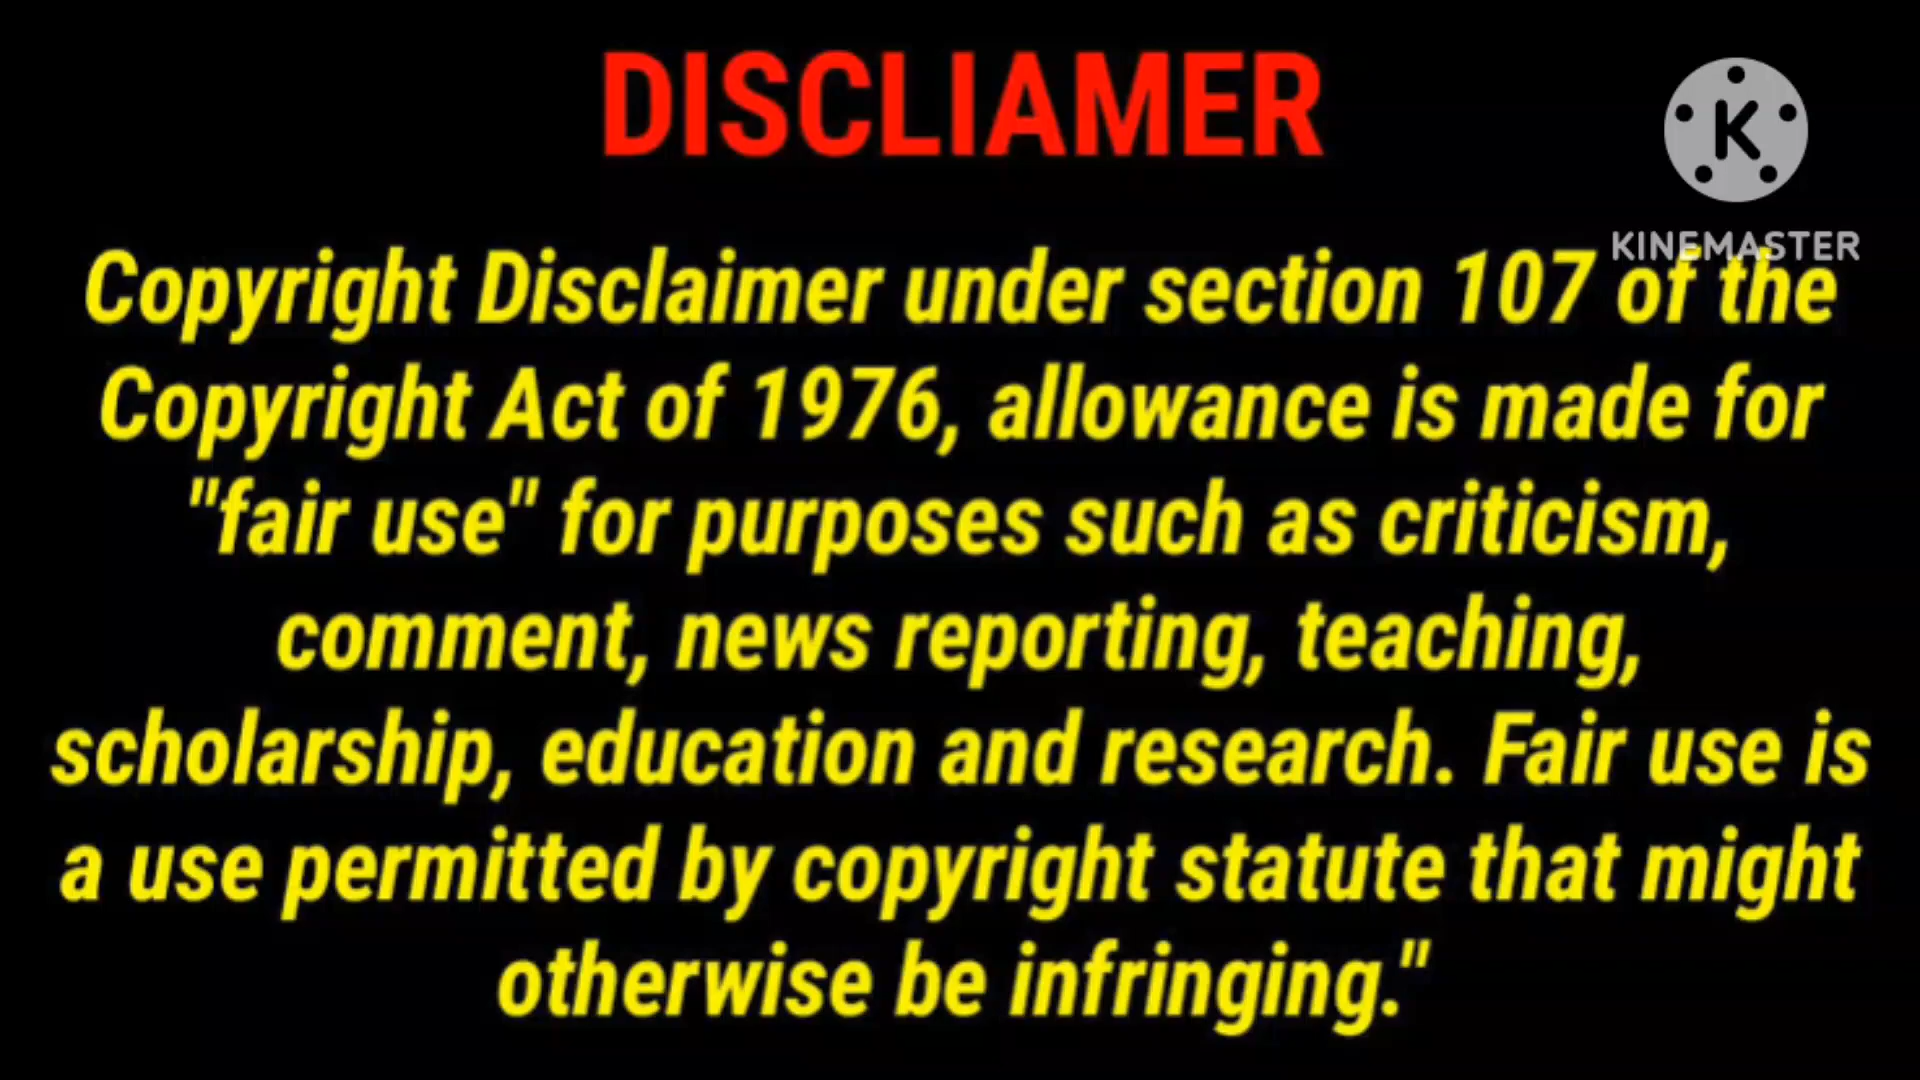 DISCLIAMER
K
KINEMASTER
Copyright Disclaimer under section 107 of the
Copyright Act of 1976, allowance is made for
"fair use" for purposes such as criticism,
comment, news reporting, teaching,
scholarship, education and research. Fair use is
a use permitted by copyright statute that might
otherwise be infringing."